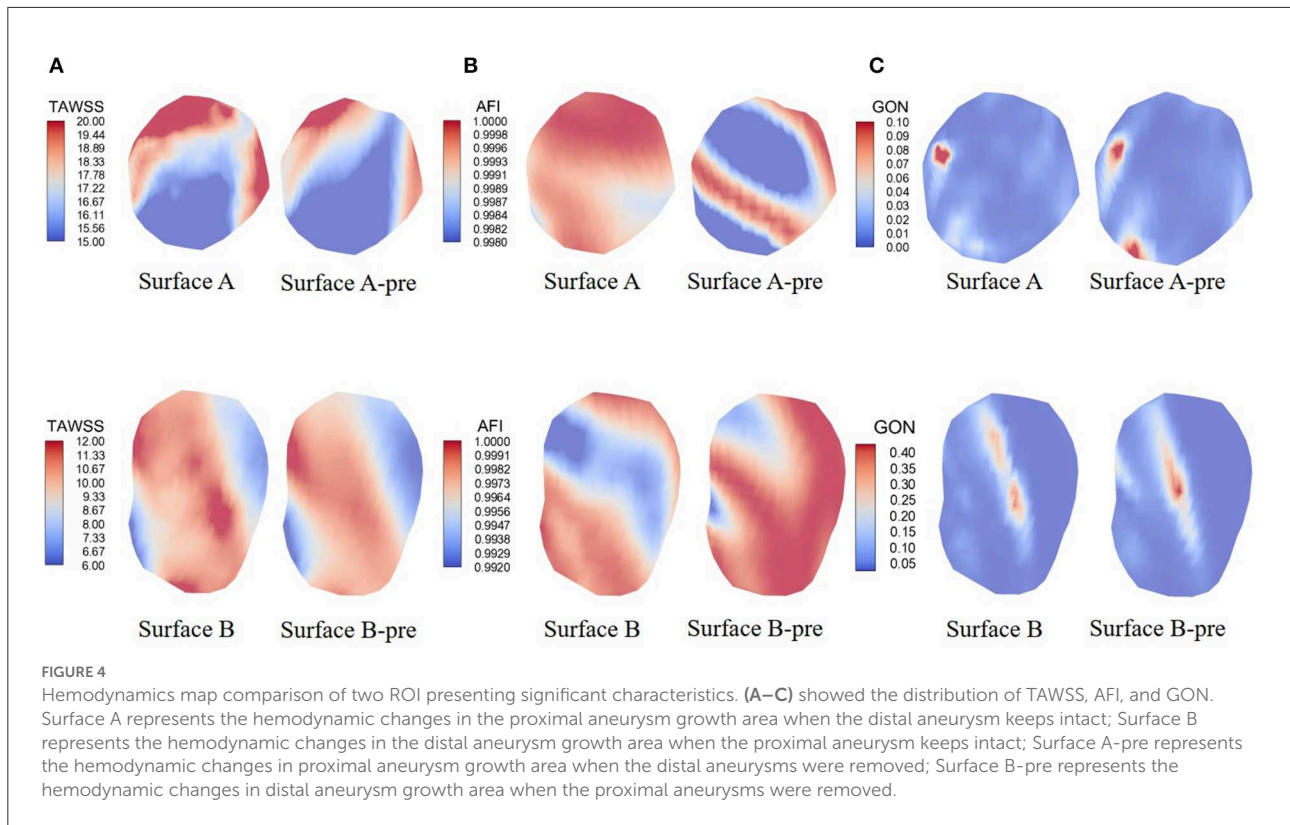 A
B
C
TAWSS
20.00
19.44
18.89
18.33
17.78
17.22
16.67
16.11
15.56
15.00
Surface A
Surface A-pre
AFI
1.0000
0.9998
0.9996
0.9993
0.9991
0.9989
0.9987
0.9984
0.9982
0.9980
Surface A
Surface A-pre
GON
0.10
0.09
0.08
0.07
0.06
0.05
0.04
0.03
0.02
0.01
0.00
Surface A
Surface A-pre
TAWSS
12.00
11.33
10.67
10.00
9.33
8.67
8.00
7.33
6.67
6.00
Surface B
Surface B-pre
AFI
1.0000
0.9991
0.9982
0.9973
0.9964
0.9956
0.9947
0.9938
0.9929
0.9920
Surface B
Surface B-pre
GON
0.40
0.35
0.30
0.25
0.20
0.15
0.10
0.05
Surface B
Surface B-pre
FIGURE 4
Hemodynamics map comparison of two ROI presenting significant characteristics. (A–C) showed the distribution of TAWSS, AFI, and GON.
Surface A represents the hemodynamic changes in the proximal aneurysm growth area when the distal aneurysm keeps intact; Surface B
represents the hemodynamic changes in the distal aneurysm growth area when the proximal aneurysm keeps intact; Surface A-pre represents
the hemodynamic changes in proximal aneurysm growth area when the distal aneurysms were removed; Surface B-pre represents the
hemodynamic changes in distal aneurysm growth area when the proximal aneurysms were removed.